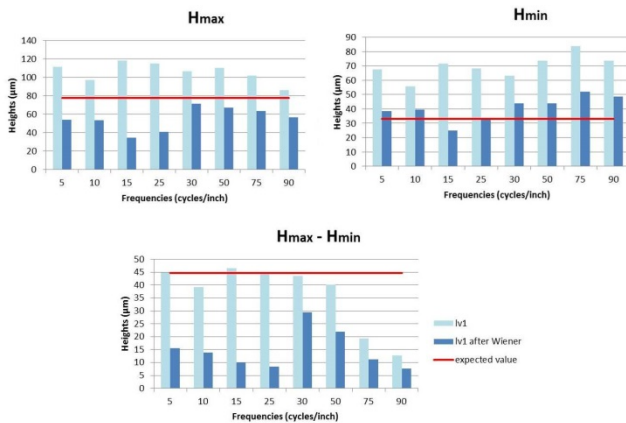 Hmax
Heights (µm)
140
120
100
80
60
40
20
0
5 10 15 25 30 50 75 90
Frequencies (cycles/inch)
Hmin
Heights (µm)
90
80
70
60
50
40
30
20
10
0
5 10 15 25 30 50 75 90
Frequencies (cycles/inch)
Hmax - Hmin
Heights (µm)
50
45
40
35
30
25
20
15
10
5
0
5 10 15 25 30 50 75 90
Frequencies (cycles/inch)
lv1
lv1 after Wiener
expected value